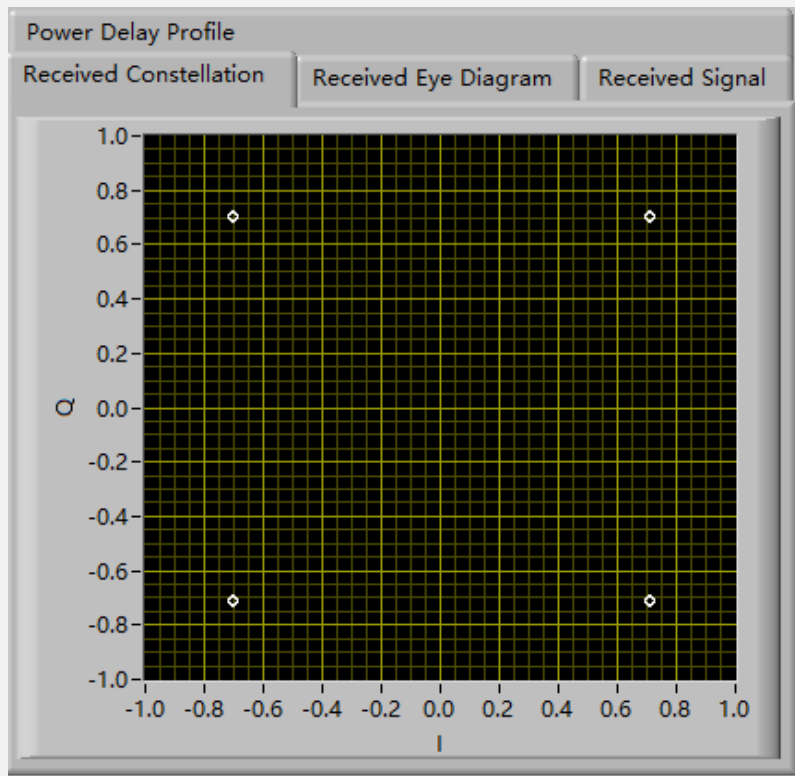 Power Delay Profile
Received Constellation Received Eye Diagram Received Signal
1.0
0.8
0.6
0.4
0.2
0.0
-0.2
-0.4
-0.6
-0.8
-1.0
Q
-1.0 -0.8 -0.6 -0.4 -0.2 0.0 0.2 0.4 0.6 0.8 1.0
I